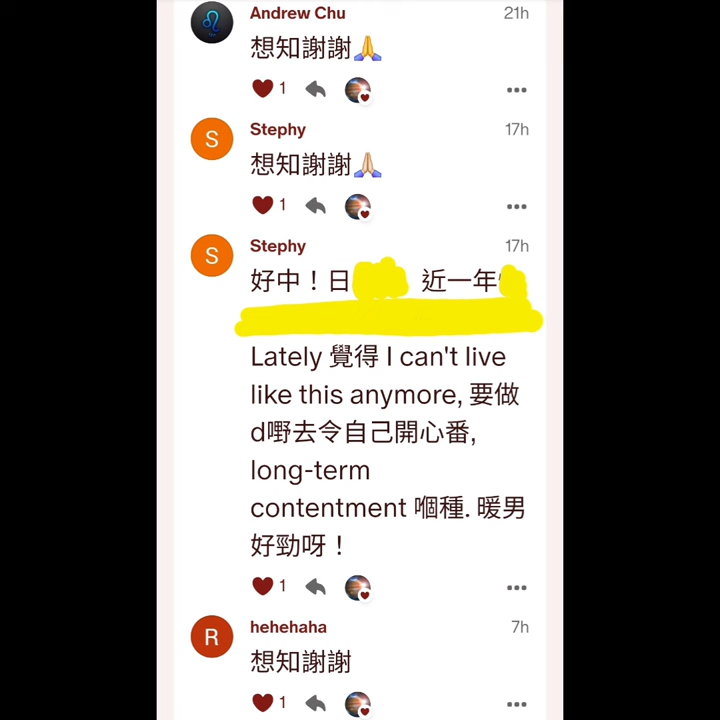 Andrew Chu 21h
想知謝謝🙏
1
S Stephy 17h
想知謝謝🙏🏻
1
S Stephy 17h
好中！日 近一年
Lately 覺得 I can't live
like this anymore, 要做
d嘢去令自己開心番,
long-term
contentment 嗰種. 暖男
好勁呀！
1
R hehehaha 7h
想知謝謝
1